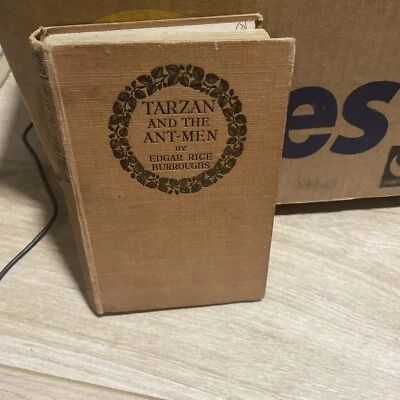 TARZAN
AND THE
ANT-MEN
BY
EDGAR RICE
BURROUGHS
es